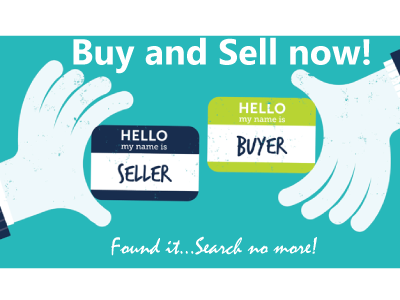 Buy and Sell now!
HELLO
my name is
SELLER
HELLO
my name is
BUYER
Found it...Search no more!